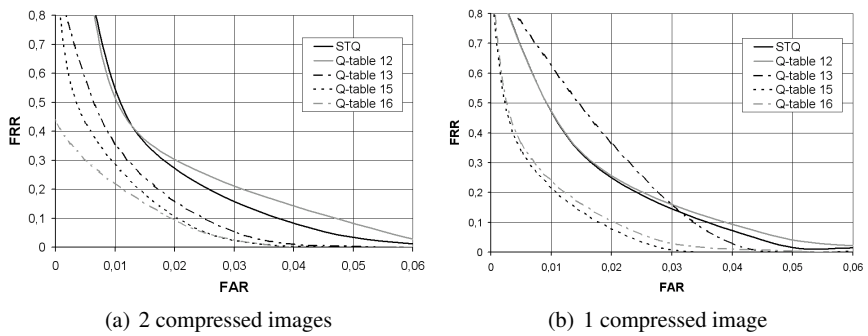 0,8
0,7
0,6
0,5
0,4
0,3
0,2
0,1
0
FRR
STQ
Q-table 12
Q-table 13
Q-table 15
Q-table 16
0 0,01 0,02 0,03 0,04 0,05 0,06
FAR
(a) 2 compressed images
0,8
0,7
0,6
0,5
0,4
0,3
0,2
0,1
0
FRR
STQ
Q-table 12
Q-table 13
Q-table 15
Q-table 16
0 0,01 0,02 0,03 0,04 0,05 0,06
FAR
(b) 1 compressed image